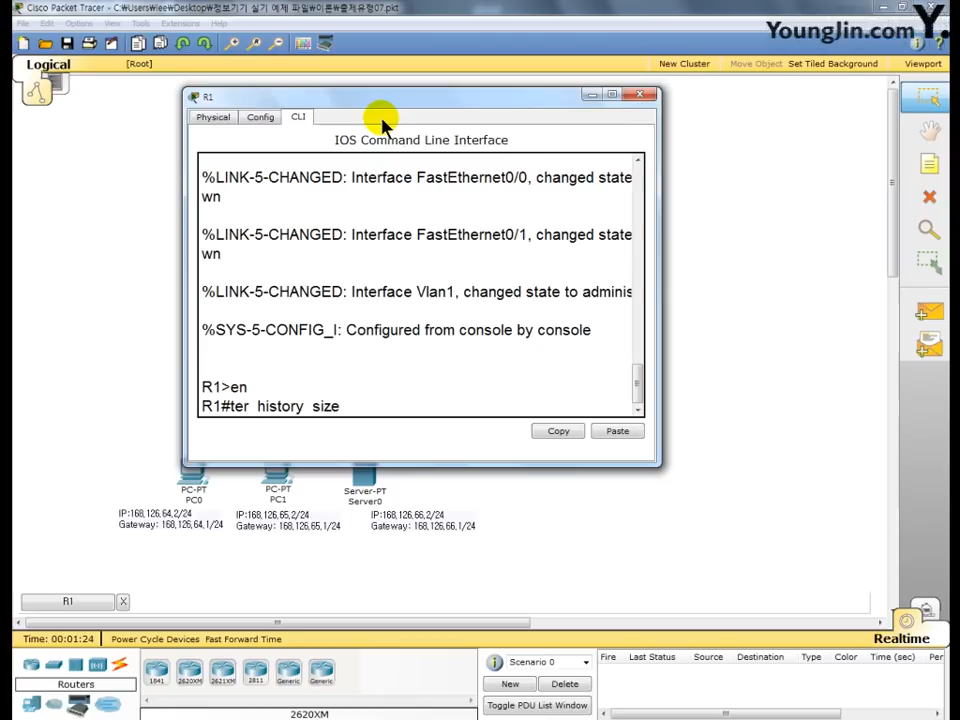 Cisco Packet Tracer - C:\Users\lee\Desktop\정보기기 실기 예제 파일\이론\출제유형07.pkt
File Edit Options View Tools Extensions Help
YoungJin.com Y.
Logical [Root] New Cluster Move Object Set Tiled Background Viewport
R1
Physical Config CLI
IOS Command Line Interface
%LINK-5-CHANGED: Interface FastEthernet0/0, changed state
wn
%LINK-5-CHANGED: Interface FastEthernet0/1, changed state
wn
%LINK-5-CHANGED: Interface Vlan1, changed state to adminis
%SYS-5-CONFIG_I: Configured from console by console
R1>en
R1#ter history size
Copy Paste
PC-PT
PC0
PC-PT
PC1
Server-PT
Server0
IP:168,126,64,2/24
Gateway: 168,126,64,1/24
IP:168,126,65,2/24
Gateway: 168,126,65,1/24
IP:168,126,66,2/24
Gateway: 168,126,66,1/24
R1 X
Time: 00:01:24 Power Cycle Devices Fast Forward Time Realtime
Routers
1841 2620XM 2621XM 2811 Generic Generic
2620XM
Scenario 0
New Delete
Toggle PDU List Window
Fire Last Status Source Destination Type Color Time (sec) Per